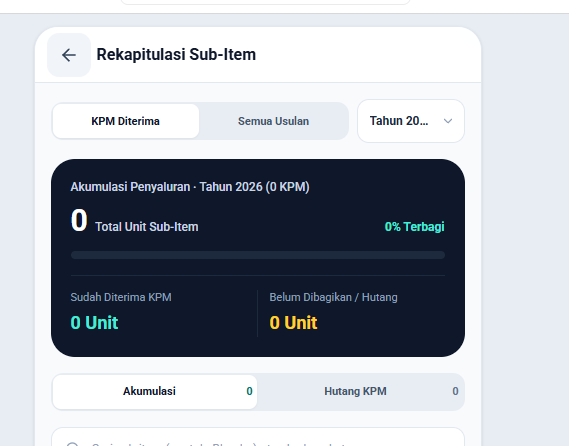 Rekapitulasi Sub-Item
KPM Diterima
Semua Usulan
Tahun 20...
Akumulasi Penyaluran · Tahun 2026 (0 KPM)
0 Total Unit Sub-Item
0% Terbagi
Sudah Diterima KPM
Belum Dibagikan / Hutang
0 Unit
0 Unit
Akumulasi 0
Hutang KPM 0